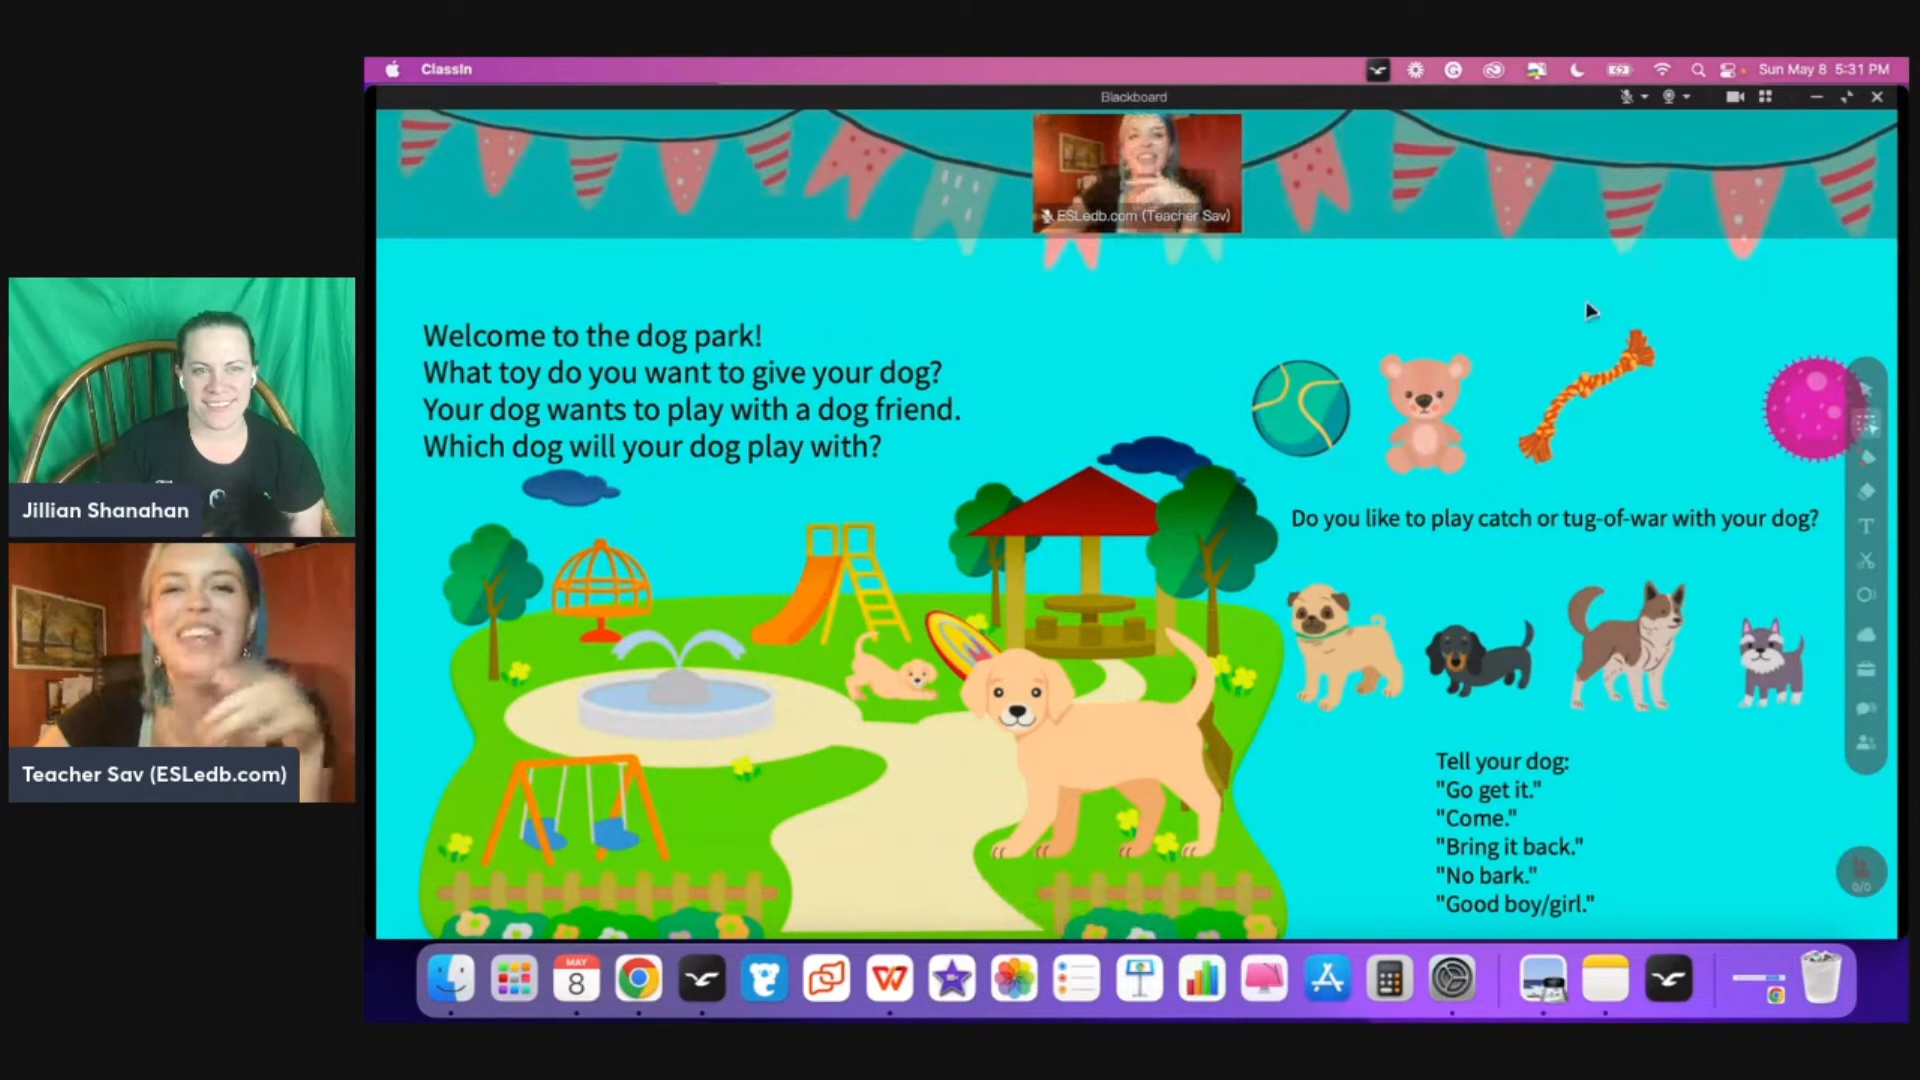 ClassIn
Sun May 8 5:31 PM
Blackboard
ESLedb.com (Teacher Sav)
Welcome to the dog park!
What toy do you want to give your dog?
Your dog wants to play with a dog friend.
Which dog will your dog play with?
Do you like to play catch or tug-of-war with your dog?
Tell your dog:
"Go get it."
"Come."
"Bring it back."
"No bark."
"Good boy/girl."
0/0
Jillian Shanahan
Teacher Sav (ESLedb.com)
MAY
8